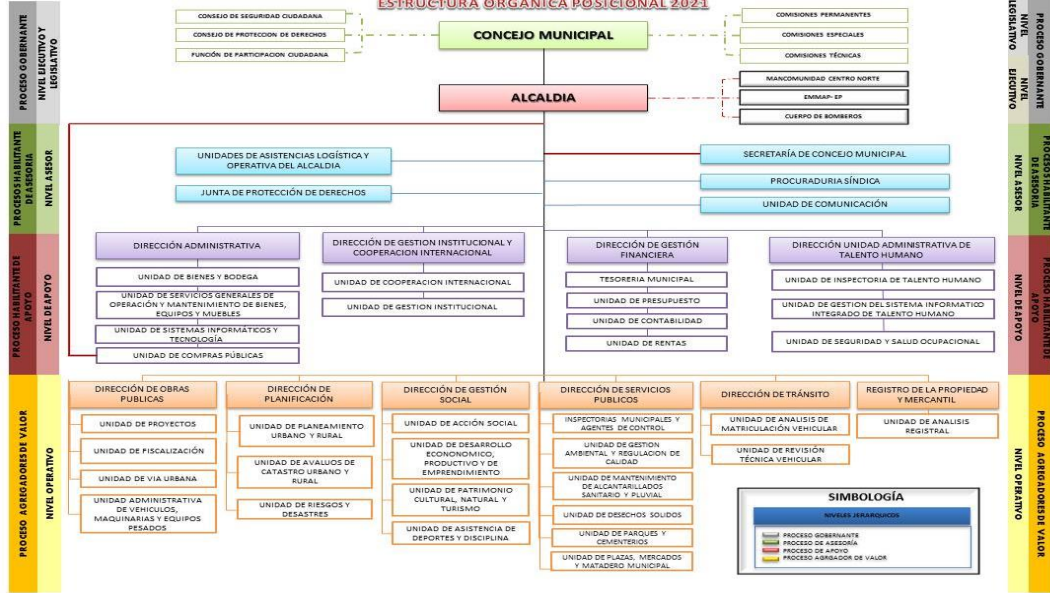 ESTRUCTURA ORGÁNICA POSICIONAL 2021
CONSEJO DE SEGURIDAD CIUDADANA
CONSEJO DE PROTECCION DE DERECHOS
FUNCIÓN DE PARTICIPACION CIUDADANA
CONCEJO MUNICIPAL
COMISIONES PERMANENTES
COMISIONES ESPECIALES
COMISIONES TÉCNICAS
ALCALDIA
MANCOMUNIDAD CENTRO NORTE
EMMAP- EP
CUERPO DE BOMBEROS
PROCESO GOBERNANTE
NIVEL EJECUTIVO Y
LEGISLATIVO
NIVEL
LEGISLATIVO
NIVEL
EJECUTIVO
PROCESO GOBERNANTE
PROCESOS HABILITANTE
DE ASESORIA
NIVEL ASESOR
UNIDADES DE ASISTENCIAS LOGÍSTICA Y
OPERATIVA DEL ALCALDIA
JUNTA DE PROTECCIÓN DE DERECHOS
SECRETARÍA DE CONCEJO MUNICIPAL
PROCURADURIA SÍNDICA
UNIDAD DE COMUNICACIÓN
NIVEL ASESOR
PROCESOS HABILITANTE
DE ASESORIA
PROCESO HABILITANTE DE
APOYO
NIVEL DE APOYO
DIRECCIÓN ADMINISTRATIVA
UNIDAD DE BIENES Y BODEGA
UNIDAD DE SERVICIOS GENERALES DE
OPERACIÓN Y MANTENIMIENTO DE BIENES,
EQUIPOS Y MUEBLES
UNIDAD DE SISTEMAS INFORMÁTICOS Y
TECNOLOGÍA
UNIDAD DE COMPRAS PÚBLICAS
DIRECCIÓN DE GESTION INSTITUCIONAL Y
COOPERACION INTERNACIONAL
UNIDAD DE COOPERACION INTERNACIONAL
UNIDAD DE GESTION INSTITUCIONAL
DIRECCIÓN DE GESTIÓN
FINANCIERA
TESORERIA MUNICIPAL
UNIDAD DE PRESUPUESTO
UNIDAD DE CONTABILIDAD
UNIDAD DE RENTAS
DIRECCIÓN UNIDAD ADMINISTRATIVA DE
TALENTO HUMANO
UNIDAD DE INSPECTORIA DE TALENTO HUMANO
UNIDAD DE GESTION DEL SISTEMA INFORMATICO
INTEGRADO DE TALENTO HUMANO
UNIDAD DE SEGURIDAD Y SALUD OCUPACIONAL
NIVEL DE APOYO
PROCESO HABILITANTE DE
APOYO
PROCESO AGREGADORES DE VALOR
NIVEL OPERATIVO
DIRECCIÓN DE OBRAS
PUBLICAS
UNIDAD DE PROYECTOS
UNIDAD DE FISCALIZACIÓN
UNIDAD DE VIA URBANA
UNIDAD ADMINISTRATIVA
DE VEHICULOS,
MAQUINARIAS Y EQUIPOS
PESADOS
DIRECCIÓN DE
PLANIFICACIÓN
UNIDAD DE PLANEAMIENTO
URBANO Y RURAL
UNIDAD DE AVALUOS DE
CATASTRO URBANO Y
RURAL
UNIDAD DE RIESGOS Y
DESASTRES
DIRECCIÓN DE GESTIÓN
SOCIAL
UNIDAD DE ACCIÓN SOCIAL
UNIDAD DE DESARROLLO
ECONONOMICO,
PRODUCTIVO Y DE
EMPRENDIMIENTO
UNIDAD DE PATRIMONIO
CULTURAL, NATURAL Y
TURISMO
UNIDAD DE ASISTENCIA DE
DEPORTES Y DISCIPLINA
DIRECCIÓN DE SERVICIOS
PUBLICOS
INSPECTORIAS MUNICIPALES Y
AGENTES DE CONTROL
UNIDAD DE GESTION
AMBIENTAL Y REGULACION DE
CALIDAD
UNIDAD DE MANTENIMIENTO
DE ALCANTARILLADOS
SANITARIO Y PLUVIAL
UNIDAD DE DESECHOS SOLIDOS
UNIDAD DE PARQUES Y
CEMENTERIOS
UNIDAD DE PLAZAS, MERCADOS
Y MATADERO MUNICIPAL
DIRECCIÓN DE TRÁNSITO
UNIDAD DE ANALISIS DE
MATRICULACIÓN VEHICULAR
UNIDAD DE REVISIÓN
TÉCNICA VEHICULAR
REGISTRO DE LA PROPIEDAD
Y MERCANTIL
UNIDAD DE ANALISIS
REGISTRAL
SIMBOLOGÍA
NIVELES JERARQUICOS
PROCESO GOBERNANTE
PROCESO DE ASESORÍA
PROCESO DE APOYO
PROCESO AGRGADOR DE VALOR
NIVEL OPERATIVO
PROCESO AGREGADORES DE VALOR